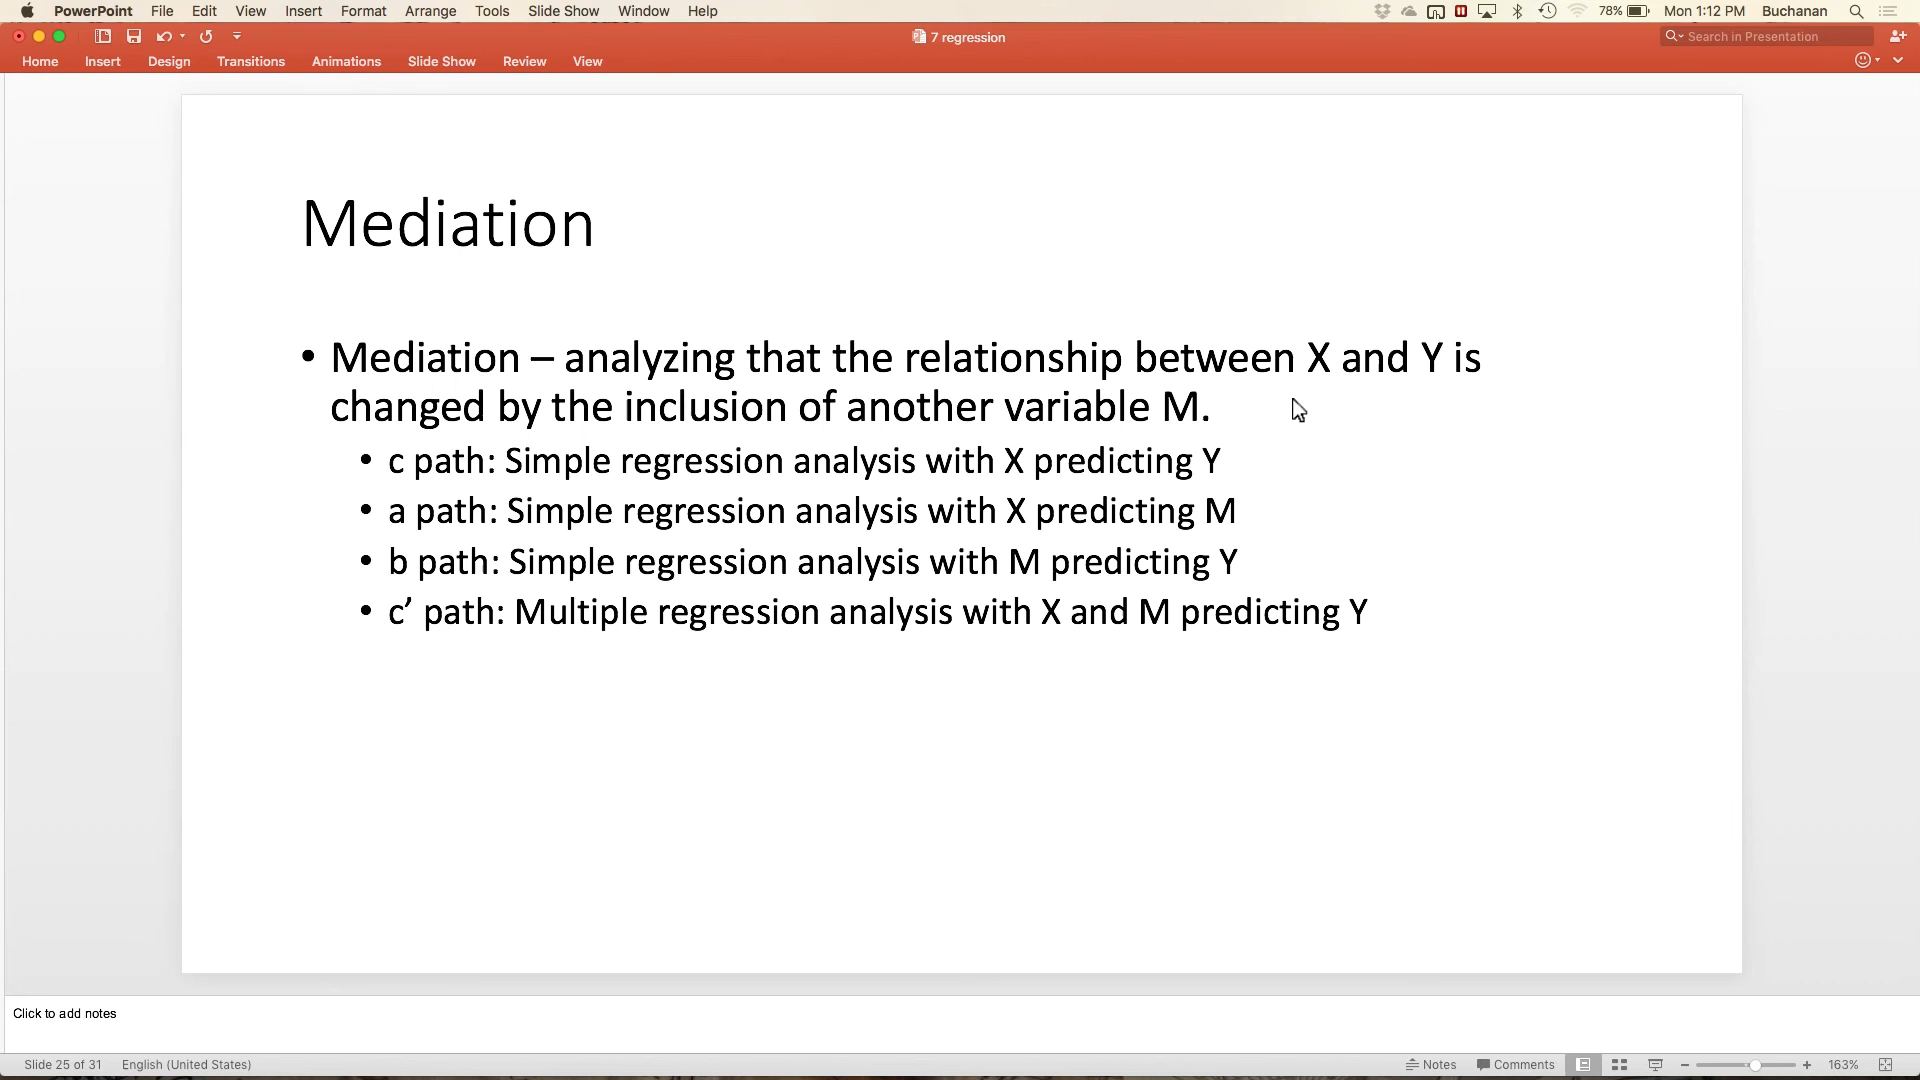 PowerPoint File Edit View Insert Format Arrange Tools Slide Show Window Help 78% Mon 1:12 PM Buchanan
7 regression Search in Presentation
Home Insert Design Transitions Animations Slide Show Review View
Mediation
• Mediation – analyzing that the relationship between X and Y is
changed by the inclusion of another variable M.
• c path: Simple regression analysis with X predicting Y
• a path: Simple regression analysis with X predicting M
• b path: Simple regression analysis with M predicting Y
• c’ path: Multiple regression analysis with X and M predicting Y
Click to add notes
Slide 25 of 31 English (United States) Notes Comments 163%